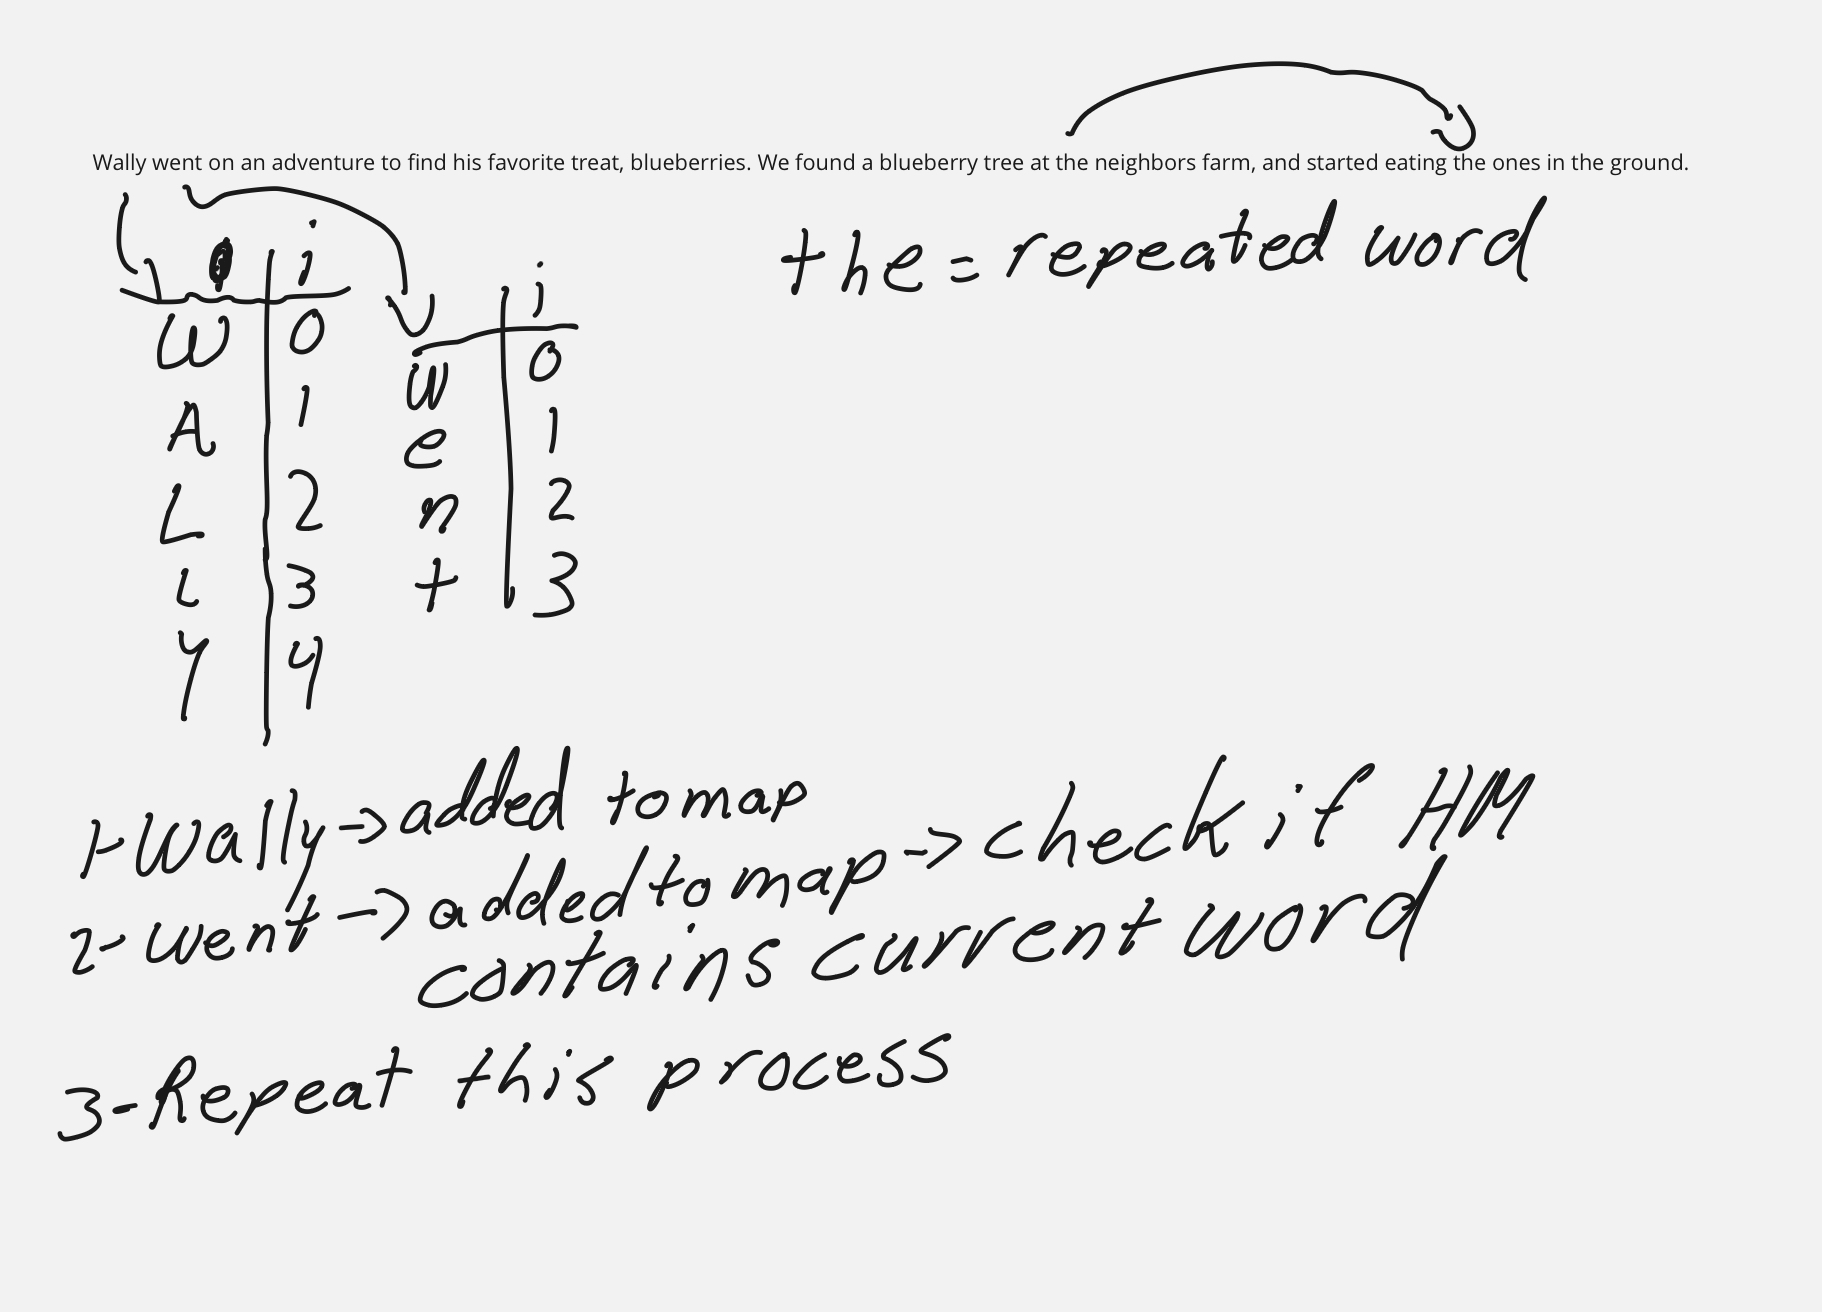 Wally went on an adventure to find his favorite treat, blueberries. We found a blueberry tree at the neighbors farm, and started eating the ones in the ground.
the = repeated word
i
W 0
A 1
L 2
L 3
Y 4
i
w 0
e 1
n 2
t 3
1-Wally -> added to map
2-went -> added to map -> check if HM
contains current word
3-Repeat this process